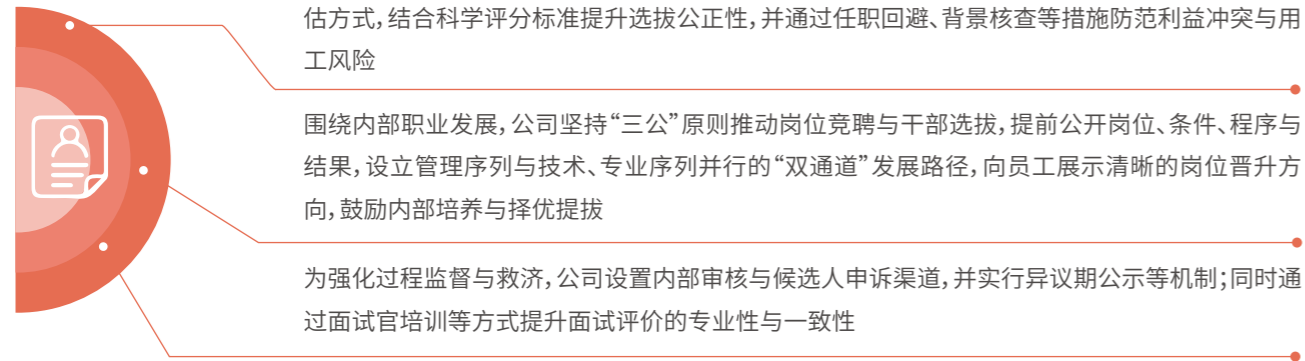 估方式，结合科学评分标准提升选拔公正性，并通过任职回避、背景核查等措施防范利益冲突与用
工风险
围绕内部职业发展，公司坚持“三公”原则推动岗位竞聘与干部选拔，提前公开岗位、条件、程序与
结果，设立管理序列与技术、专业序列并行的“双通道”发展路径，向员工展示清晰的岗位晋升方
向，鼓励内部培养与择优提拔
为强化过程监督与救济，公司设置内部审核与候选人申诉渠道，并实行异议期公示等机制；同时通
过面试官培训等方式提升面试评价的专业性与一致性